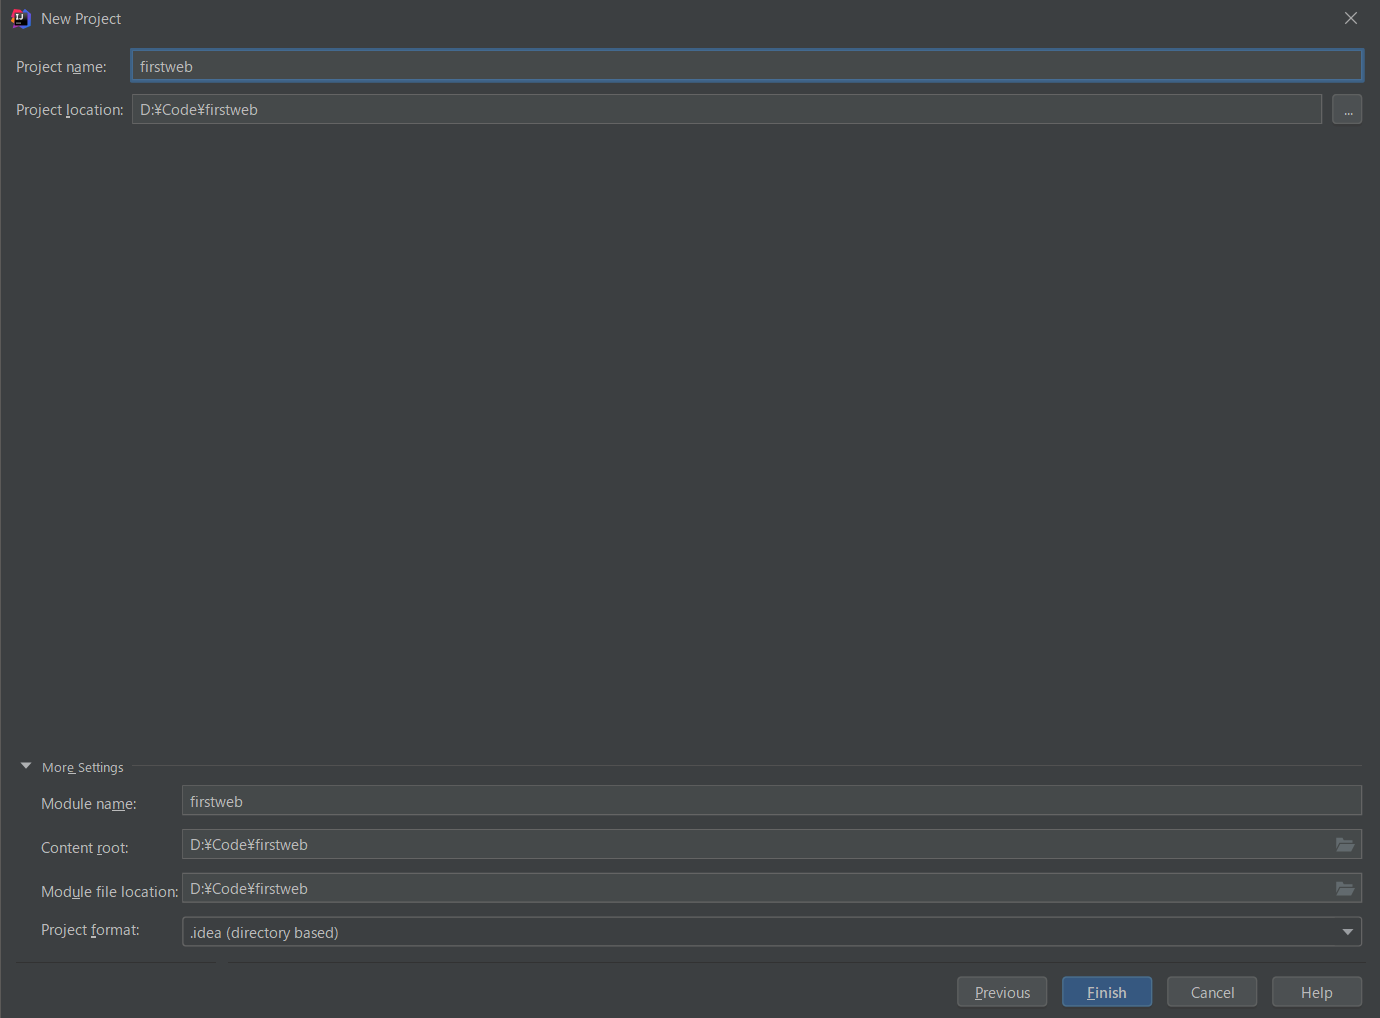 New Project
Project name: firstweb
Project location: D:¥Code¥firstweb ...
More Settings
Module name: firstweb
Content root: D:¥Code¥firstweb
Module file location: D:¥Code¥firstweb
Project format: .idea (directory based)
Previous Finish Cancel Help